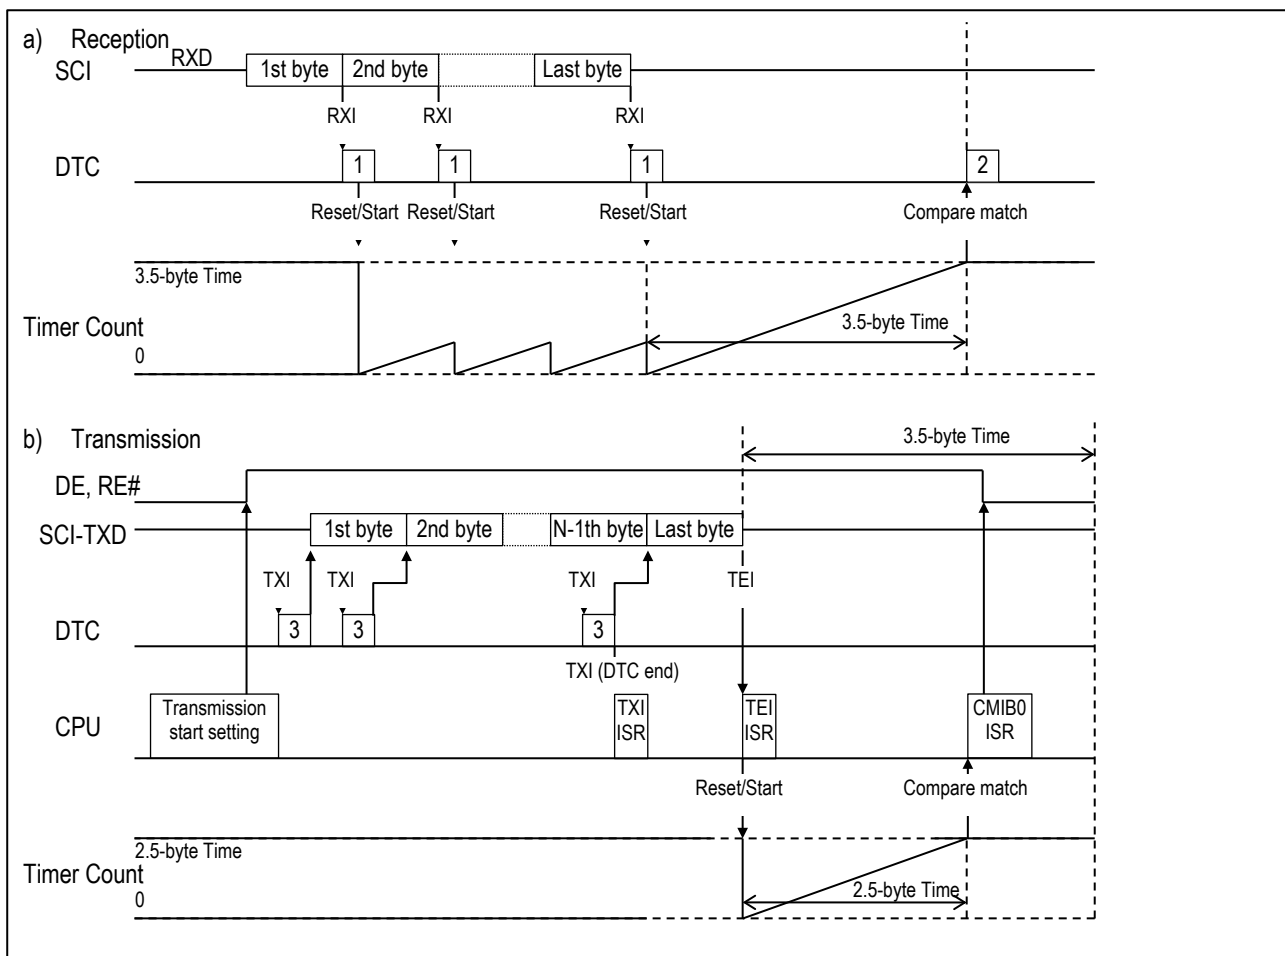 a) Reception
SCI RXD 1st byte 2nd byte Last byte
RXI RXI RXI
DTC 1 1 1 2
Reset/Start Reset/Start Reset/Start Compare match
3.5-byte Time
Timer Count 3.5-byte Time
0
b) Transmission 3.5-byte Time
DE, RE#
SCI-TXD 1st byte 2nd byte N-1th byte Last byte
TXI TXI TXI TEI
DTC 3 3 3
TXI (DTC end)
Transmission TXI TEI CMIB0
CPU start setting ISR ISR ISR
Reset/Start Compare match
2.5-byte Time
Timer Count 2.5-byte Time
0